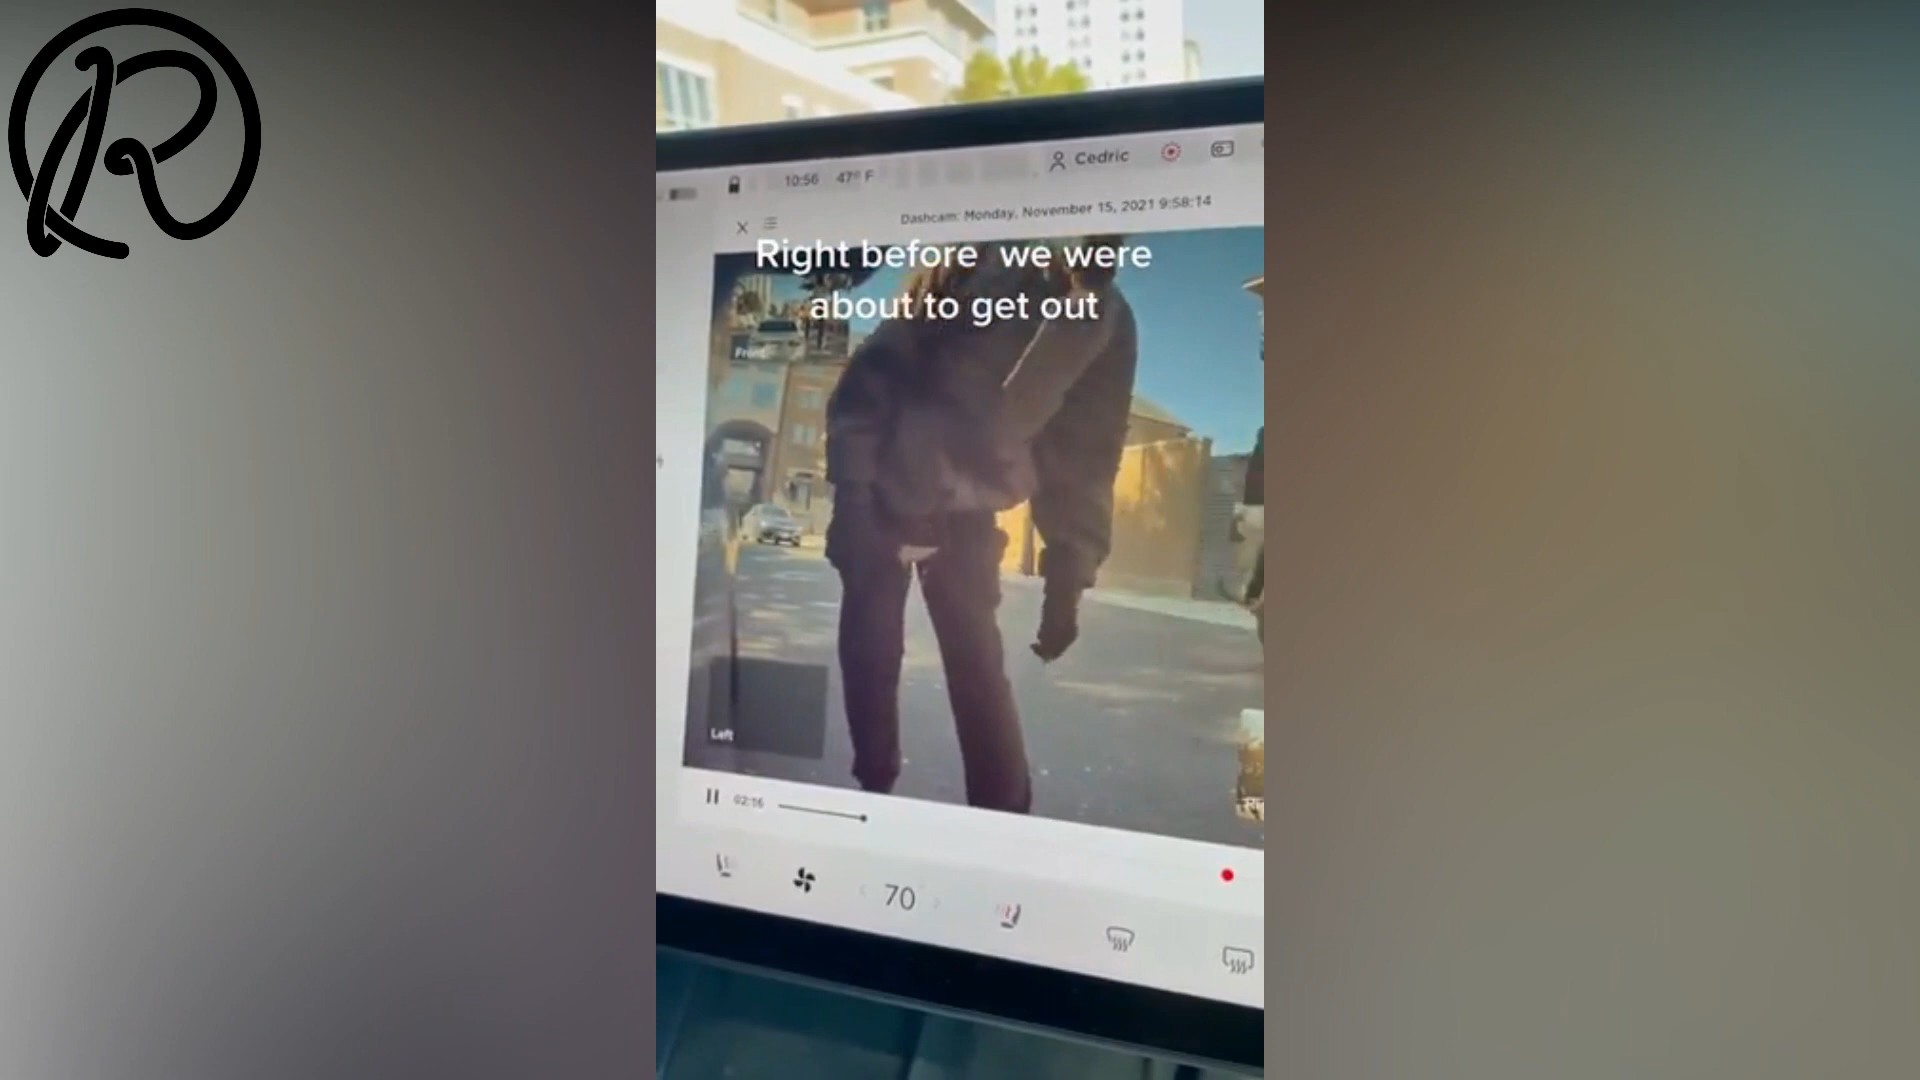 10:56 47° F
Cedric
Dashcam: Monday, November 15, 2021 9:58:14
Right before we were
about to get out
Front
Left
02:16
70